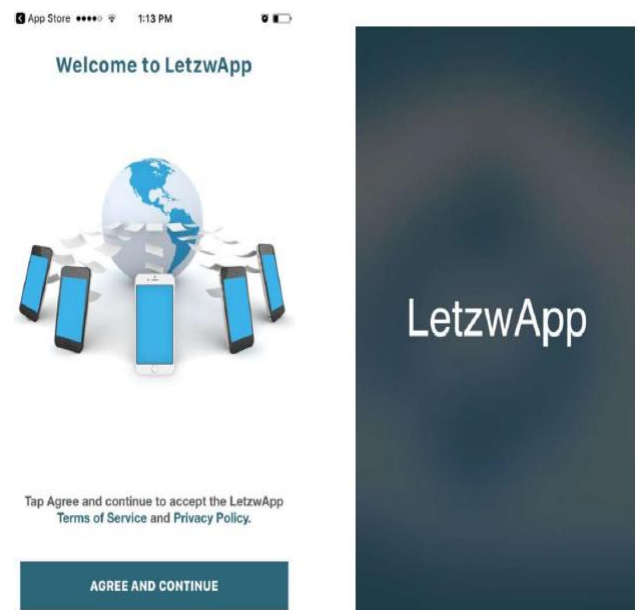 App Store 1:13 PM
Welcome to LetzwApp
Tap Agree and continue to accept the LetzwApp
Terms of Service and Privacy Policy.
AGREE AND CONTINUE
LetzwApp